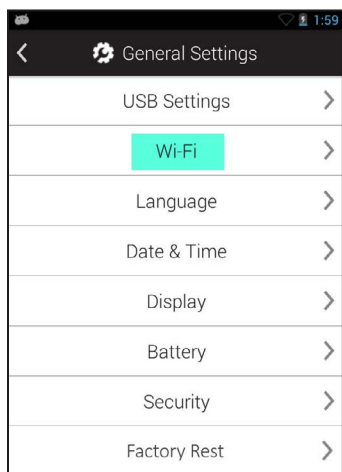 1:59
General Settings
USB Settings
Wi-Fi
Language
Date & Time
Display
Battery
Security
Factory Rest